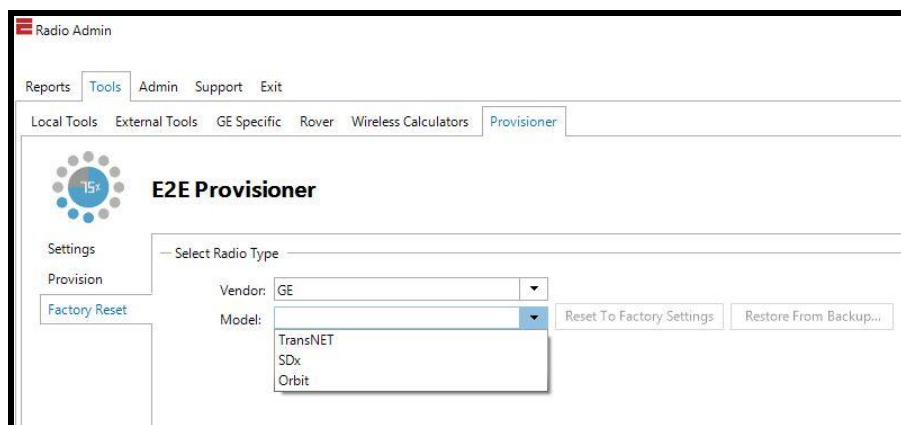 Radio Admin
Reports Tools Admin Support Exit
Local Tools External Tools GE Specific Rover Wireless Calculators Provisioner
75x
E2E Provisioner
Settings
Select Radio Type
Provision
Vendor: GE
Factory Reset
Model: Reset To Factory Settings Restore From Backup...
TransNET
SDx
Orbit